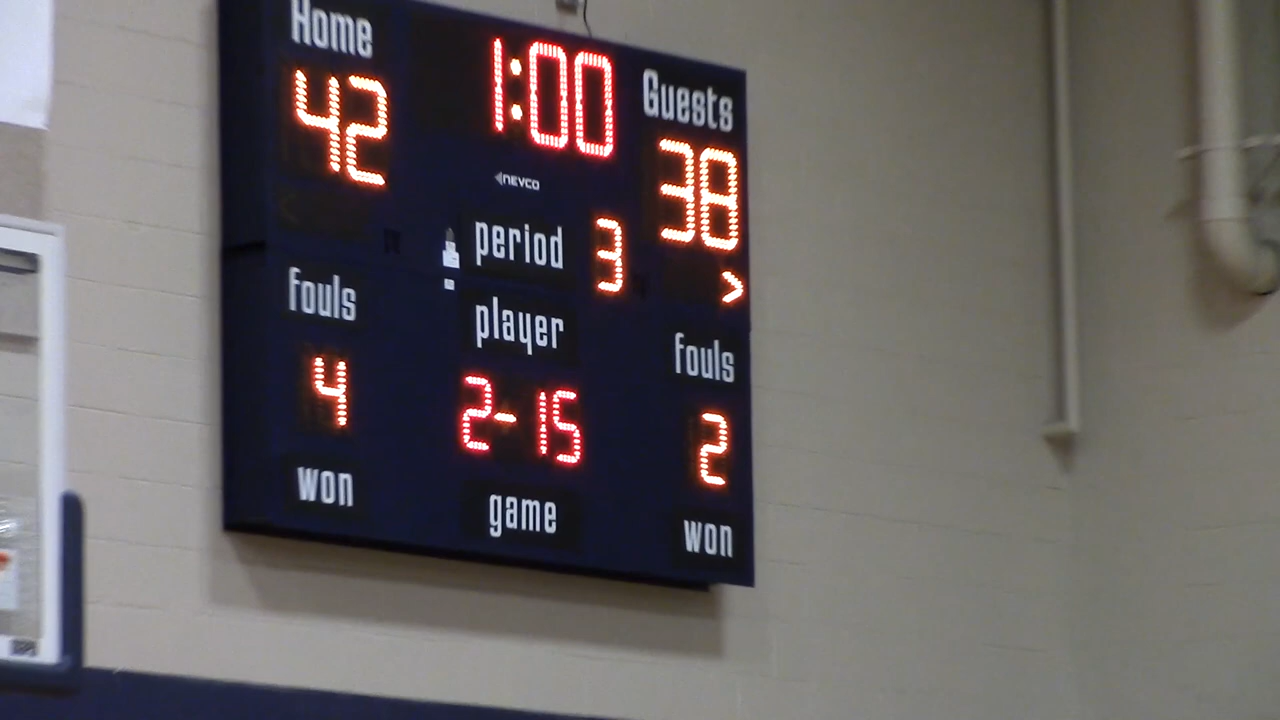 Home
1:00
Guests
42
38
NEVCO
period 3
>
fouls
player
fouls
4
2-15
2
won
game
won